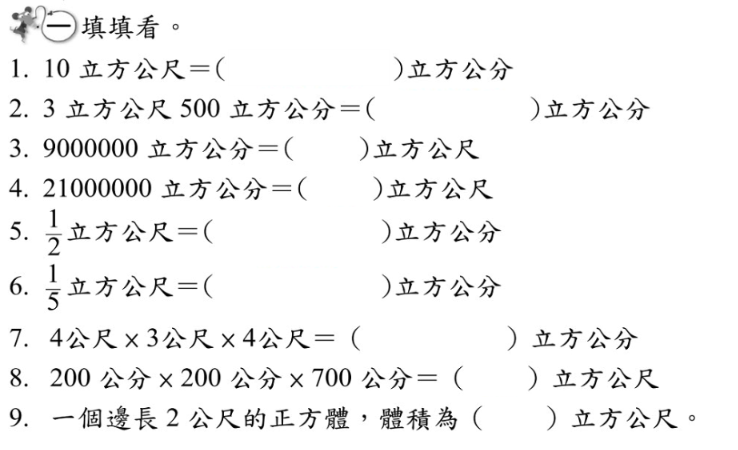 一 填填看。
1. 10 立方公尺＝(　　　)立方公分
2. 3 立方公尺 500 立方公分＝(　　　)立方公分
3. 9000000 立方公分＝(　　　)立方公尺
4. 21000000 立方公分＝(　　　)立方公尺
5. 1/2 立方公尺＝(　　　)立方公分
6. 1/5 立方公尺＝(　　　)立方公分
7. 4公尺×3公尺×4公尺＝（　　　）立方公分
8. 200 公分×200 公分×700 公分＝（　　　）立方公尺
9. 一個邊長 2 公尺的正方體，體積為（　　　）立方公尺。